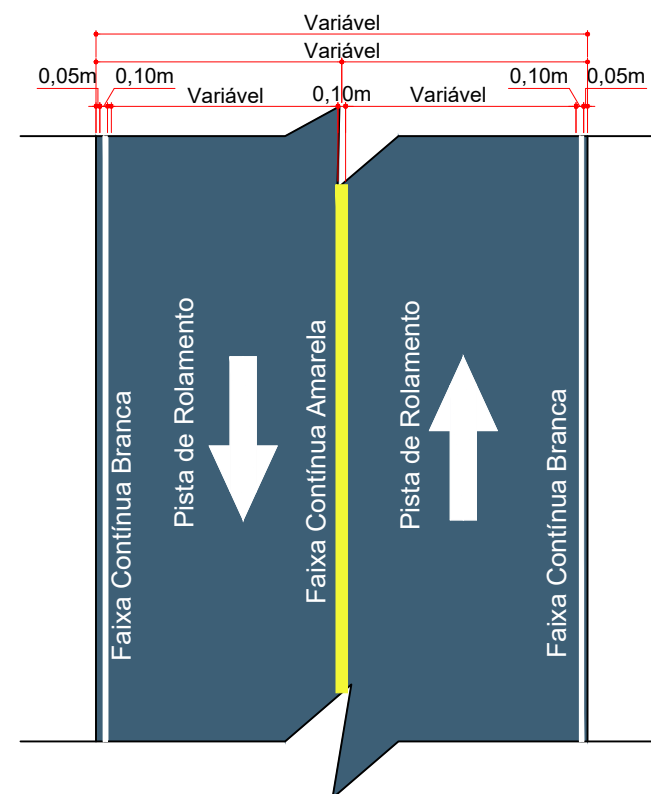 Variável
Variável
0,05m
0,10m
Variável
0,10m
Variável
0,10m
0,05m
Faixa Contínua Branca
Pista de Rolamento
Faixa Contínua Amarela
Pista de Rolamento
Faixa Contínua Branca